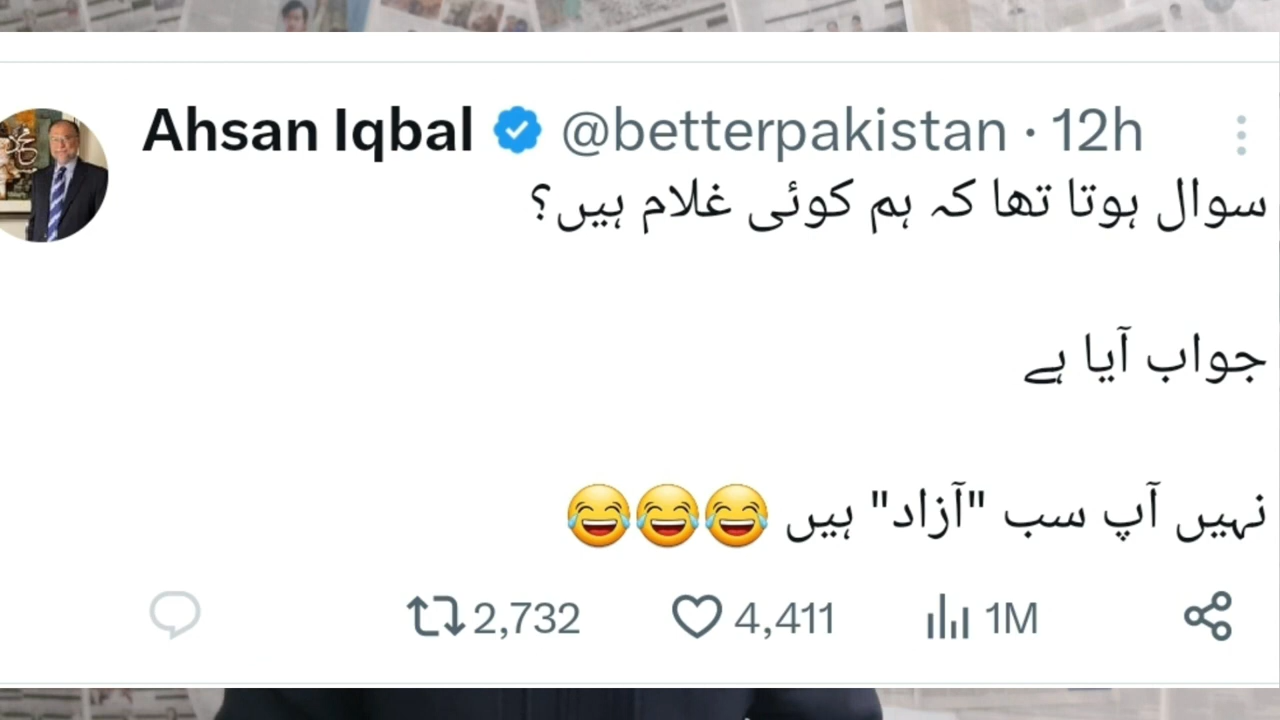 Ahsan Iqbal @betterpakistan · 12h
سوال ہوتا تھا کہ ہم کوئی غلام ہیں؟
جواب آیا ہے
نہیں آپ سب "آزاد" ہیں 😂😂😂
2,732 4,411 1M